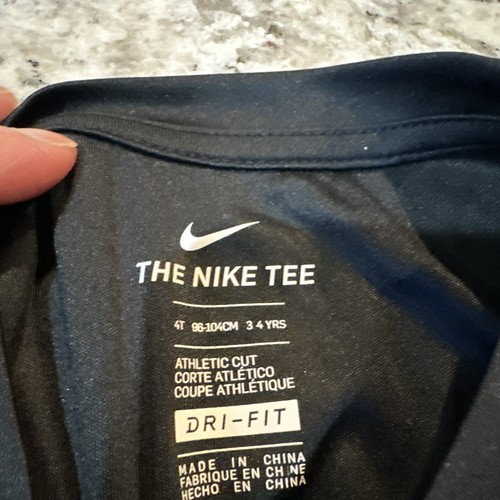 THE NIKE TEE
4T 98-104CM 3 4 YRS
ATHLETIC CUT
CORTE ATLÉTICO
COUPE ATHLÉTIQUE
DRI-FIT
MADE IN CHINA
FABRIQUE EN CHINE
HECHO EN CHINA